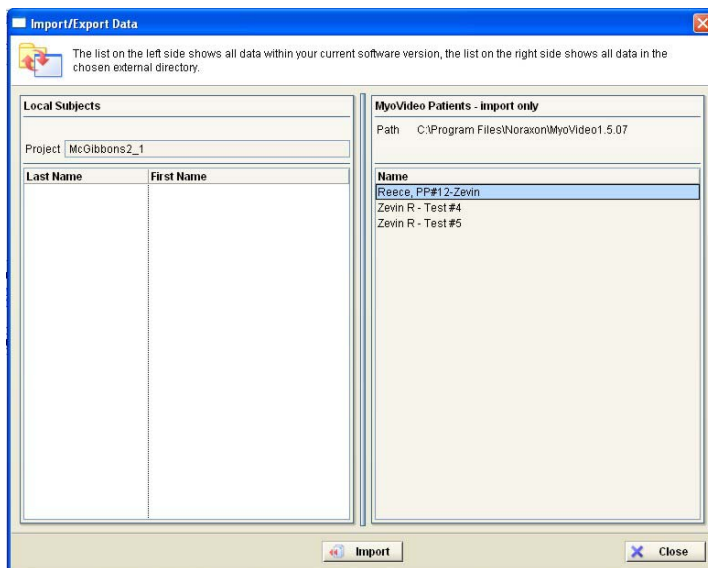 Import/Export Data
The list on the left side shows all data within your current software version, the list on the right side shows all data in the
chosen external directory.
Local Subjects
Project McGibbons2_1
Last Name First Name
MyoVideo Patients - import only
Path C:\Program Files\Noraxon\MyoVideo1.5.07
Name
Reece, PP#12-Zevin
Zevin R - Test #4
Zevin R - Test #5
Import
Close